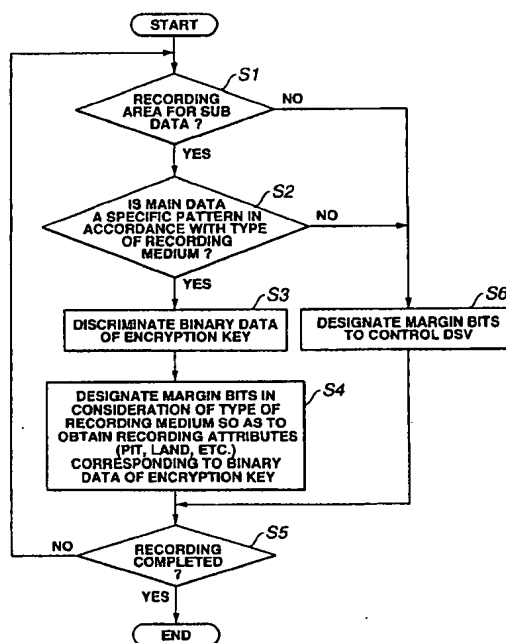 START
S1
RECORDING
AREA FOR SUB
DATA ?
NO
YES
S2
IS MAIN DATA
A SPECIFIC PATTERN IN
ACCORDANCE WITH TYPE
OF RECORDING
MEDIUM ?
NO
YES
S3
DISCRIMINATE BINARY DATA
OF ENCRYPTION KEY
S6
DESIGNATE MARGIN BITS
TO CONTROL DSV
S4
DESIGNATE MARGIN BITS IN
CONSIDERATION OF TYPE OF
RECORDING MEDIUM SO AS TO
OBTAIN RECORDING ATTRIBUTES
(PIT, LAND, ETC.)
CORRESPONDING TO BINARY
DATA OF ENCRYPTION KEY
S5
NO
RECORDING
COMPLETED
?
YES
END